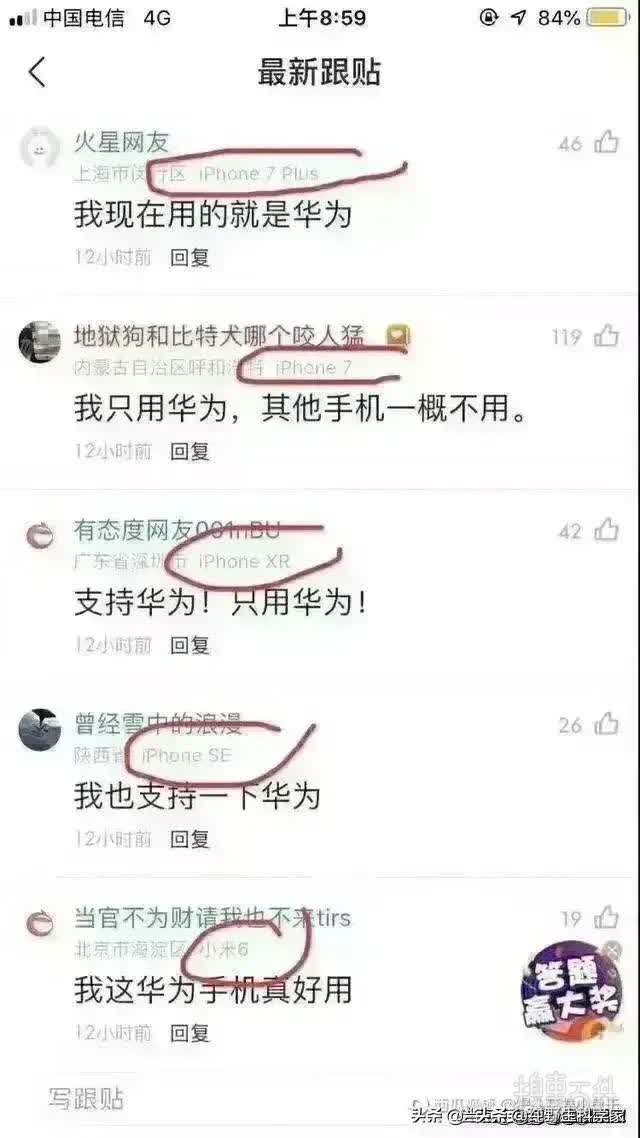 中国电信 4G 上午8:59 84%
最新跟贴
火星网友 46
上海市闵行区 iPhone 7 Plus
我现在用的就是华为
12小时前 回复
地狱狗和比特犬哪个咬人猛 119
内蒙古自治区呼和浩特 iPhone 7
我只用华为，其他手机一概不用。
12小时前 回复
有态度网友 42
广东省深圳市 iPhone XR
支持华为！只用华为！
12小时前 回复
曾经雪中的浪漫 26
陕西省 iPhone SE
我也支持一下华为
12小时前 回复
当官不为财请我也不来tirs 19
北京市海淀区 小米6
我这华为手机真好用
12小时前 回复
答题
赢大奖
写跟贴
头条